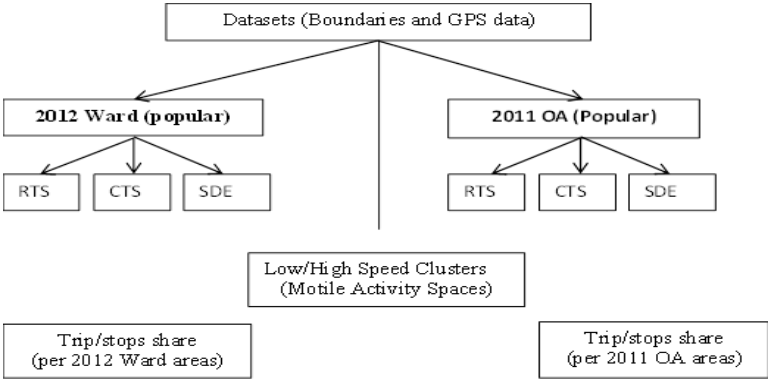 Datasets (Boundaries and GPS data)
2012 Ward (popular)
2011 OA (Popular)
RTS
CTS
SDE
RTS
CTS
SDE
Low/High Speed Clusters
(Motile Activity Spaces)
Trip/stops share
(per 2012 Ward areas)
Trip/stops share
(per 2011 OA areas)